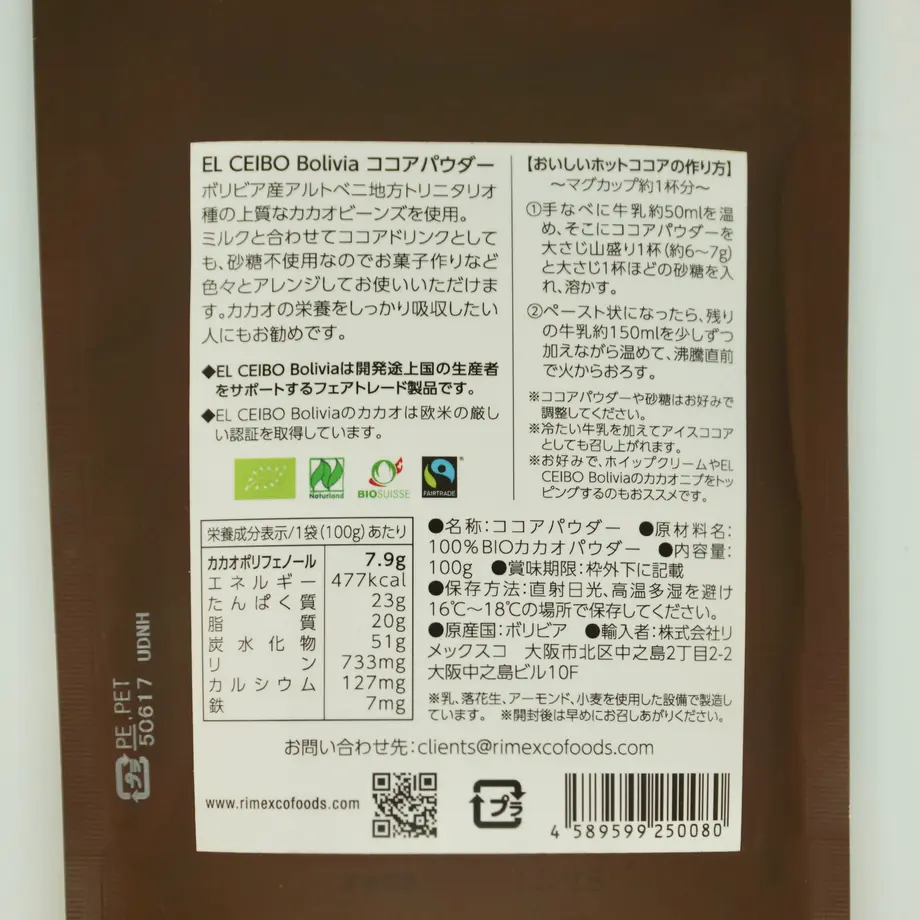 EL CEIBO Bolivia ココアパウダー
ボリビア産アルトベニ地方トリニタリオ
種の上質なカカオビーンズを使用。
ミルクと合わせてココアドリンクとして
も、砂糖不使用なのでお菓子作りなど
色々とアレンジしてお使いいただけま
す。カカオの栄養をしっかり吸収したい
人にもお勧めです。
◆EL CEIBO Boliviaは開発途上国の生産者
をサポートするフェアトレード製品です。
◆EL CEIBO Boliviaのカカオは欧米の厳し
い認証を取得しています。
Naturland
BIOSUISSE
FAIRTRADE
【おいしいホットココアの作り方】
～マグカップ約1杯分～
①手なべに牛乳約50mlを温
め、そこにココアパウダーを
大さじ山盛り1杯(約6～7g)
と大さじ1杯ほどの砂糖を入
れ、溶かす。
②ペースト状になったら、残り
の牛乳約150mlを少しずつ
加えながら温めて、沸騰直前
で火からおろす。
※ココアパウダーや砂糖はお好みで
調整してください。
※冷たい牛乳を加えてアイスココア
としても召し上がれます。
※お好みで、ホイップクリームやEL
CEIBO Boliviaのカカオニブをトッ
ピングするのもおススメです。
栄養成分表示/1袋(100g)あたり
カカオポリフェノール 7.9g
エネルギー 477kcal
たんぱく質 23g
脂質 20g
炭水化物 51g
リン 733mg
カルシウム 127mg
鉄 7mg
●名称:ココアパウダー ●原材料名:
100%BIOカカオパウダー ●内容量:
100g ●賞味期限:枠外下に記載
●保存方法:直射日光、高温多湿を避け
16℃～18℃の場所で保存してください。
●原産国:ボリビア ●輸入者:株式会社リ
メックスコ 大阪市北区中之島2丁目2-2
大阪中之島ビル10F
※乳、落花生、アーモンド、小麦を使用した設備で製造し
ています。 ※開封後は早めにお召しあがりください。
お問い合わせ先:clients@rimexcofoods.com
www.rimexcofoods.com
プラ
4 589599 250080
プラ
PE,PET
50617 UDNH